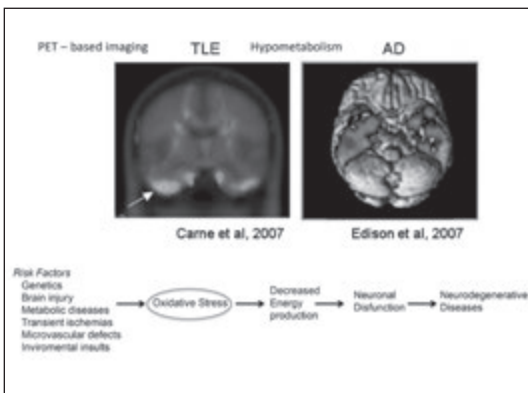 PET – based imaging TLE Hypometabolism AD
Carne et al, 2007 Edison et al, 2007
Risk Factors
Genetics
Brain injury
Metabolic diseases
Transient ischemias
Microvascular defects
Inviromental insults
Oxidative Stress
Decreased
Energy
production
Neuronal
Disfunction
Neurodegenerative
Diseases